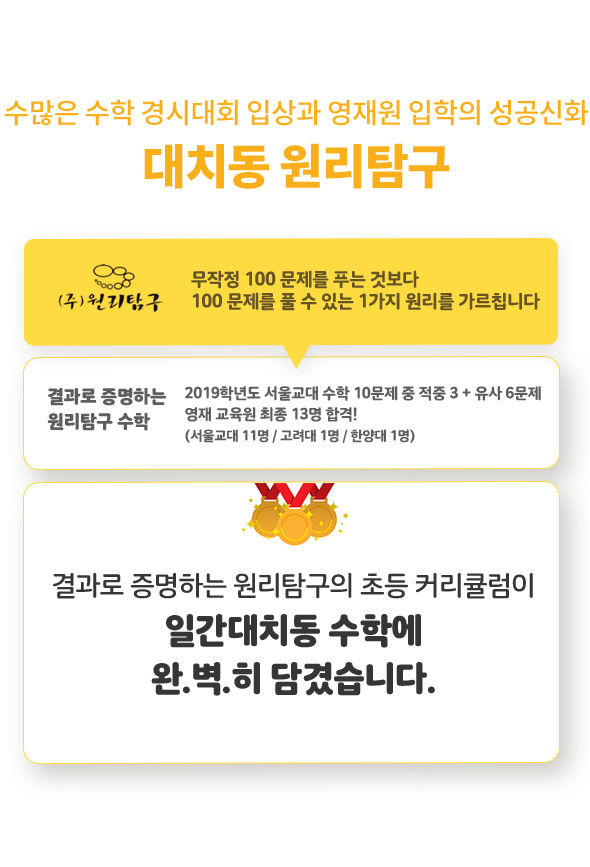 수많은 수학 경시대회 입상과 영재원 입학의 성공신화
대치동 원리탐구
(주)원리탐구
무작정 100 문제를 푸는 것보다
100 문제를 풀 수 있는 1가지 원리를 가르칩니다
결과로 증명하는
원리탐구 수학
2019학년도 서울교대 수학 10문제 중 적중 3 + 유사 6문제
영재 교육원 최종 13명 합격!
(서울교대 11명 / 고려대 1명 / 한양대 1명)
결과로 증명하는 원리탐구의 초등 커리큘럼이
일간대치동 수학에
완.벽.히 담겼습니다.